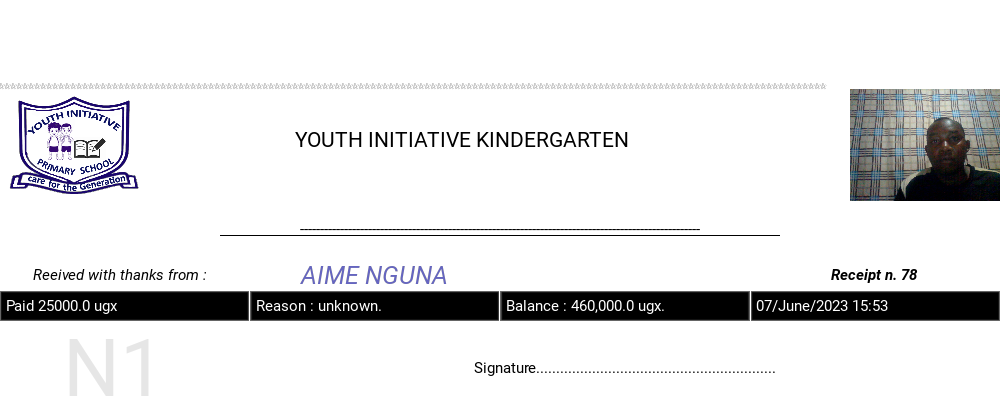 YOUTH INITIATIVE
PRIMARY SCHOOL
care for the Generation
YOUTH INITIATIVE KINDERGARTEN
Reeived with thanks from :
AIME NGUNA
Receipt n. 78
Paid 25000.0 ugx
Reason : unknown.
Balance : 460,000.0 ugx.
07/June/2023 15:53
N1
Signature............................................................